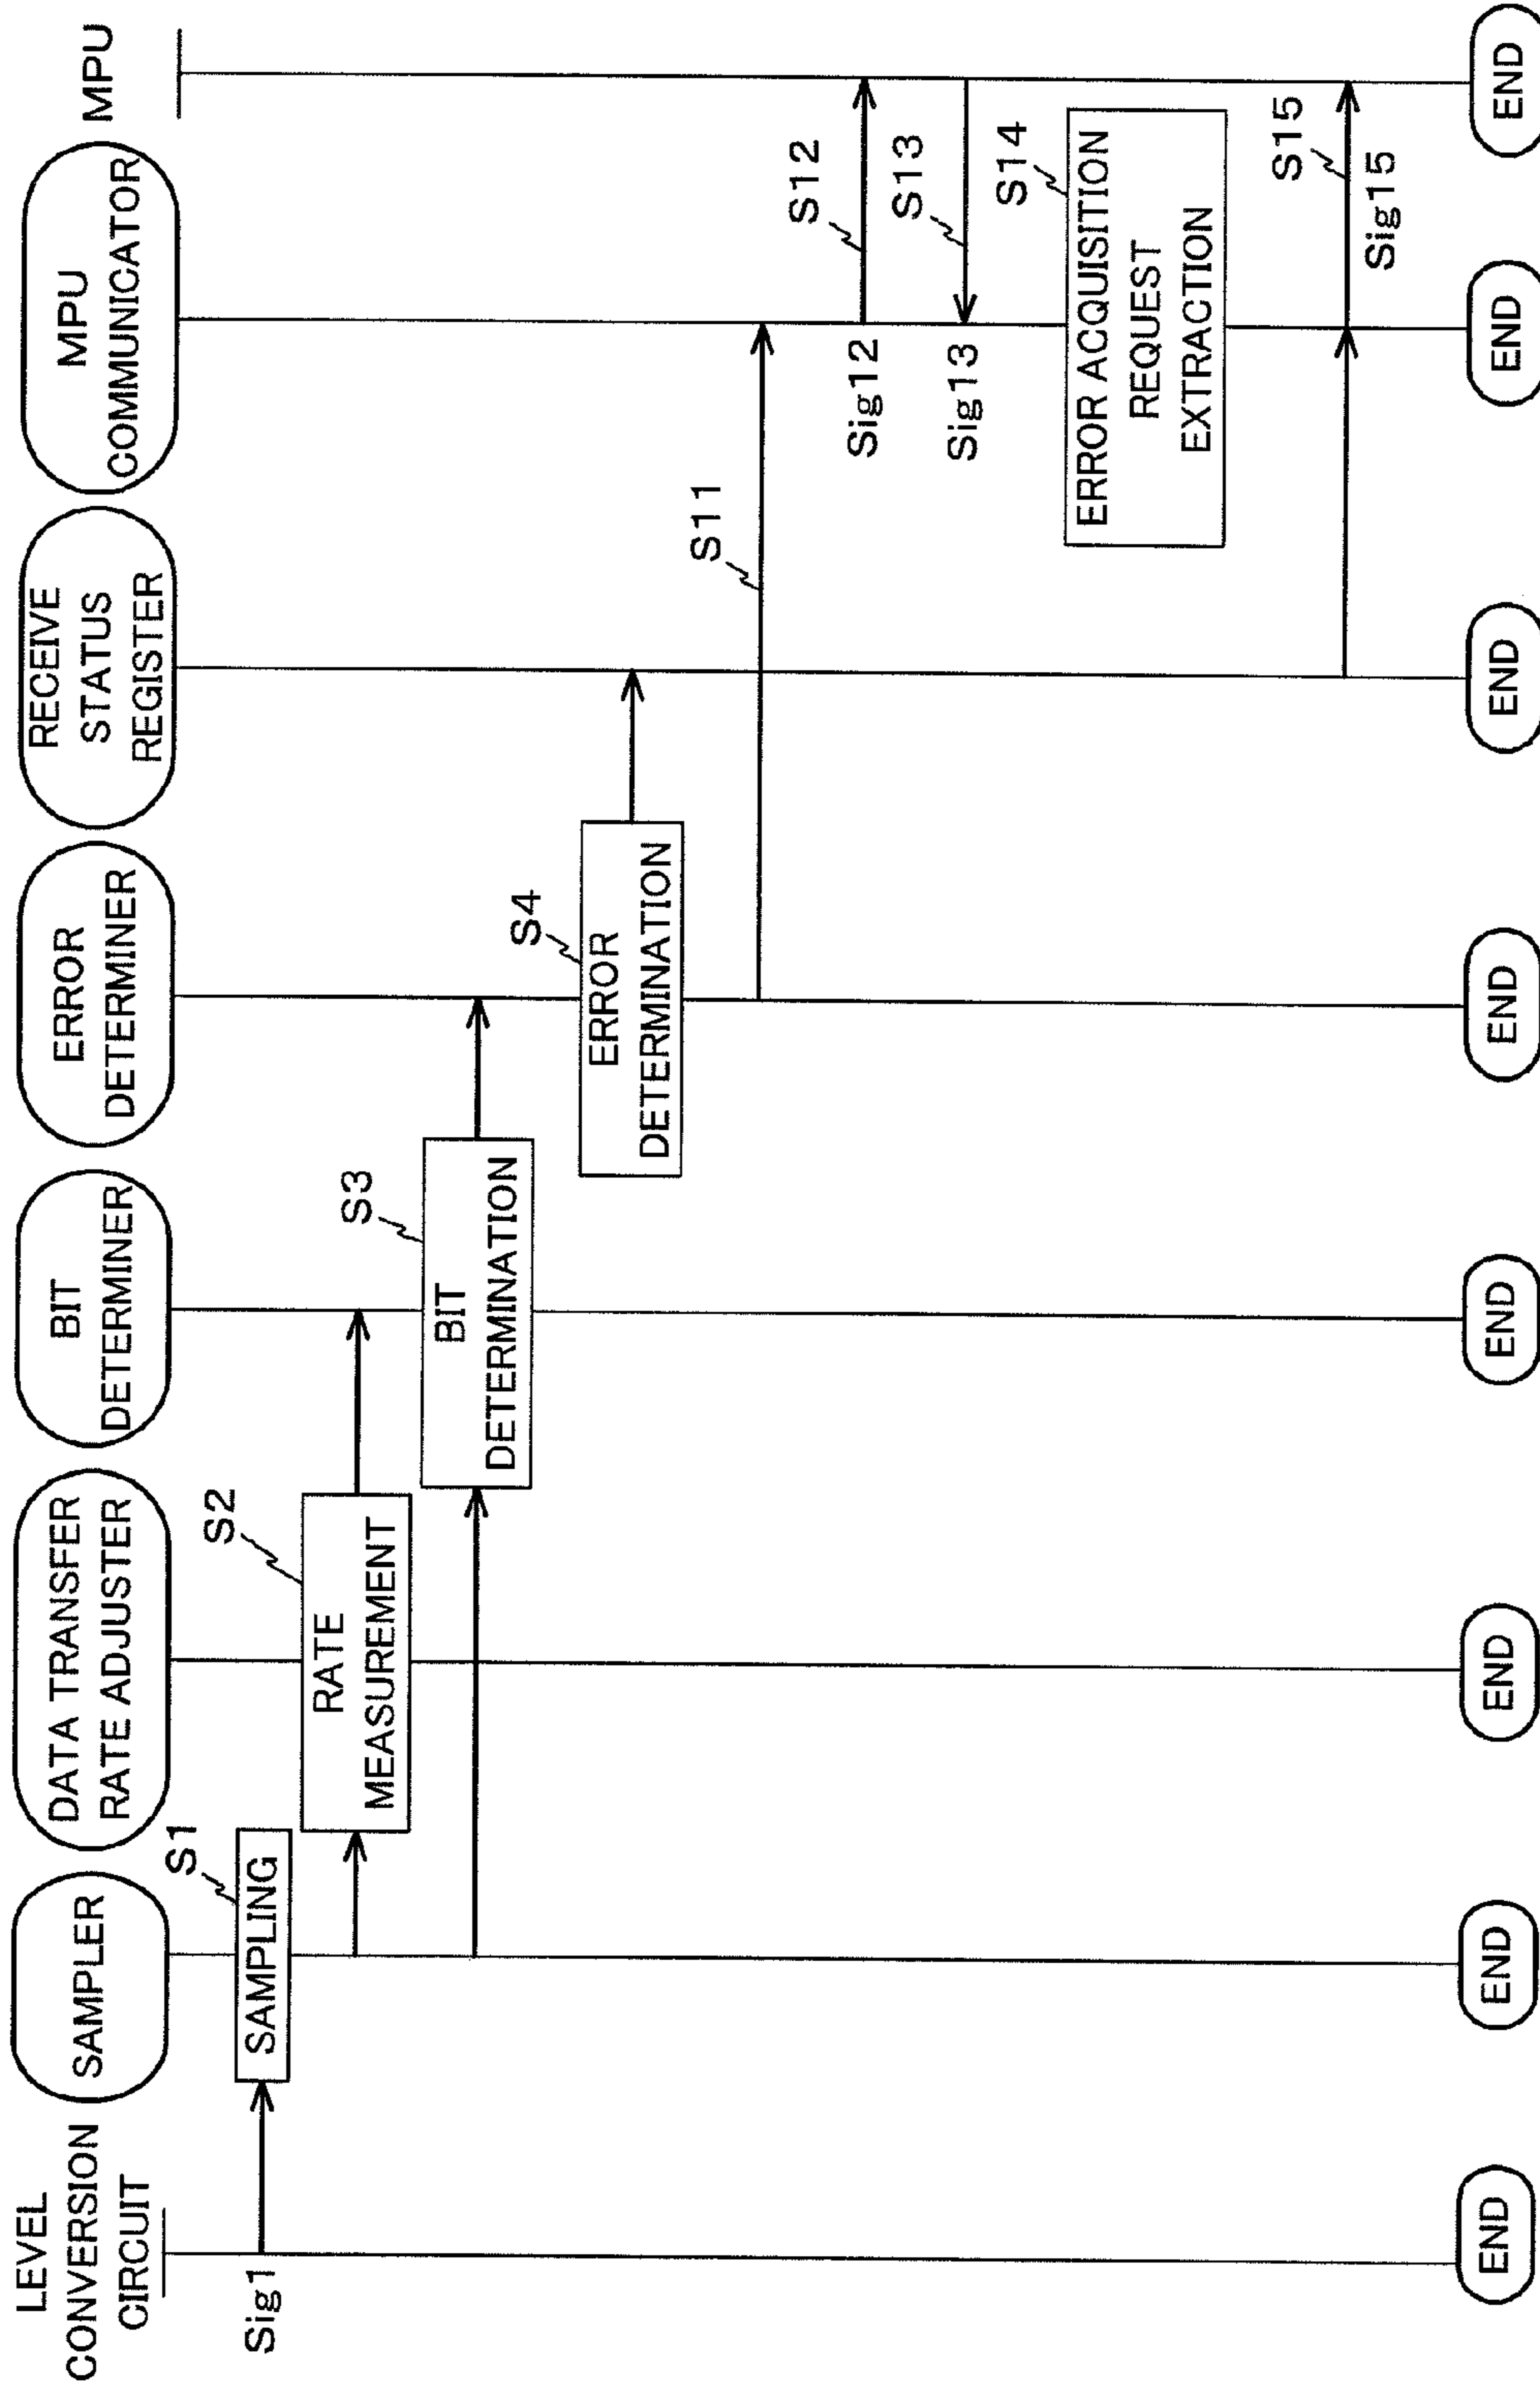 LEVEL
CONVERSION
CIRCUIT
SAMPLER
DATA TRANSFER
RATE ADJUSTER
BIT
DETERMINER
ERROR
DETERMINER
RECEIVE
STATUS
REGISTER
MPU
COMMUNICATOR
MPU
Sig1
S1
SAMPLING
S2
RATE
MEASUREMENT
S3
BIT
DETERMINATION
S4
ERROR
DETERMINATION
S11
S12
Sig12
S13
Sig13
S14
ERROR ACQUISITION
REQUEST
EXTRACTION
S15
Sig15
END
END
END
END
END
END
END
END